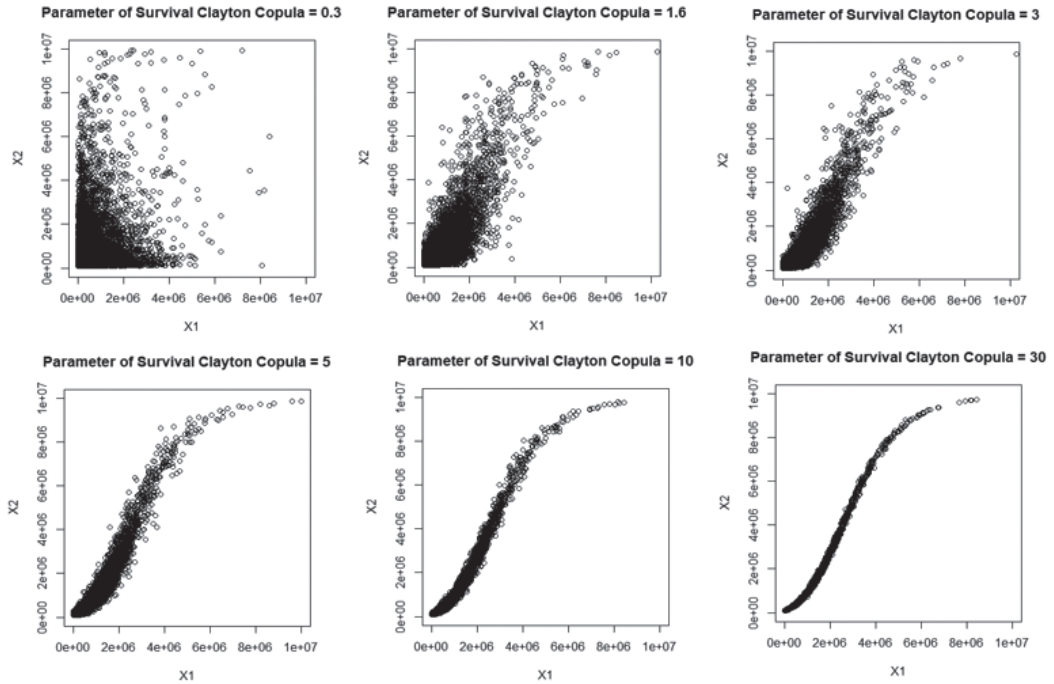 Parameter of Survival Clayton Copula = 0.3
X2
0e+00 2e+06 4e+06 6e+06 8e+06 1e+07
0e+00 2e+06 4e+06 6e+06 8e+06 1e+07
X1
Parameter of Survival Clayton Copula = 1.6
X2
0e+00 2e+06 4e+06 6e+06 8e+06 1e+07
0e+00 2e+06 4e+06 6e+06 8e+06 1e+07
X1
Parameter of Survival Clayton Copula = 3
X2
0e+00 2e+06 4e+06 6e+06 8e+06 1e+07
0e+00 2e+06 4e+06 6e+06 8e+06 1e+07
X1
Parameter of Survival Clayton Copula = 5
X2
0e+00 2e+06 4e+06 6e+06 8e+06 1e+07
0e+00 2e+06 4e+06 6e+06 8e+06 1e+07
X1
Parameter of Survival Clayton Copula = 10
X2
0e+00 2e+06 4e+06 6e+06 8e+06 1e+07
0e+00 2e+06 4e+06 6e+06 8e+06 1e+07
X1
Parameter of Survival Clayton Copula = 30
X2
0e+00 2e+06 4e+06 6e+06 8e+06 1e+07
0e+00 2e+06 4e+06 6e+06 8e+06 1e+07
X1